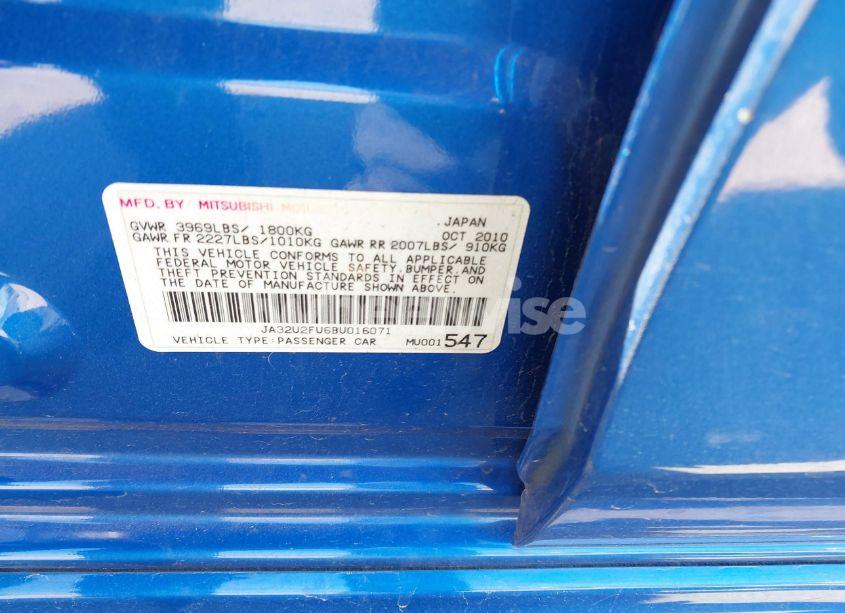 MFD. BY MITSUBISHI MOTORS
JAPAN
GVWR 3969LBS/ 1800KG OCT 2010
GAWR FR 2227LBS/1010KG GAWR RR 2007LBS/ 910KG
THIS VEHICLE CONFORMS TO ALL APPLICABLE
FEDERAL MOTOR VEHICLE SAFETY,BUMPER,AND
THEFT PREVENTION STANDARDS IN EFFECT ON
THE DATE OF MANUFACTURE SHOWN ABOVE.
JA32U2FU6BU016071
VEHICLE TYPE:PASSENGER CAR MU001547